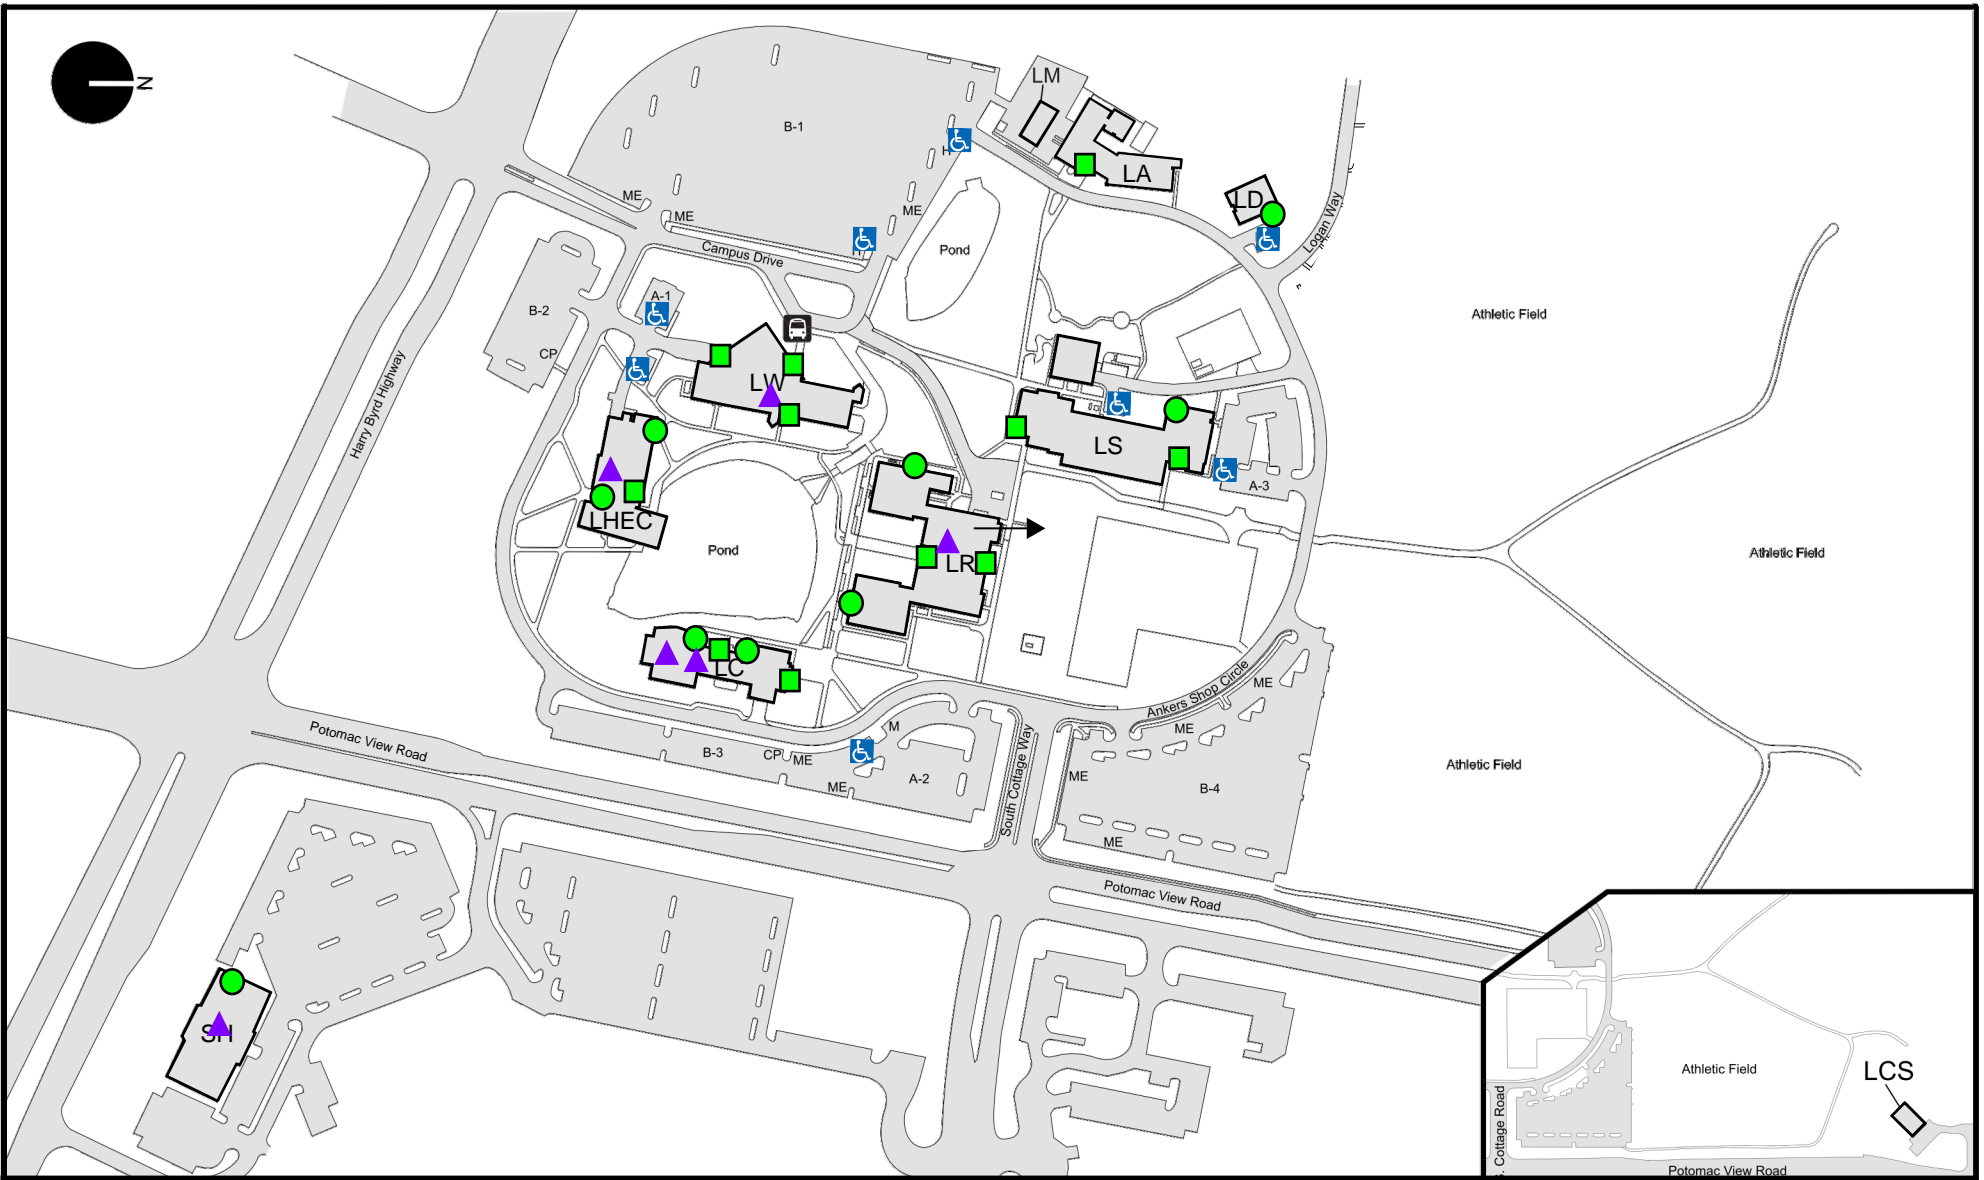 N
LM
B-1
H
LA
ME
ME
ME
LD
Logan Way
Campus Drive
H
Pond
A-1
B-2
Athletic Field
CP
LW
Harry Byrd Highway
LS
A-3
LHEC
Pond
LR
Athletic Field
LC
Ankers Shop Circle
ME
M
ME
Potomac View Road
B-3
CP
ME
A-2
ME
South Cottage Way
ME
B-4
Athletic Field
ME
Potomac View Road
SH
Athletic Field
LCS
S. Cottage Road
Potomac View Road